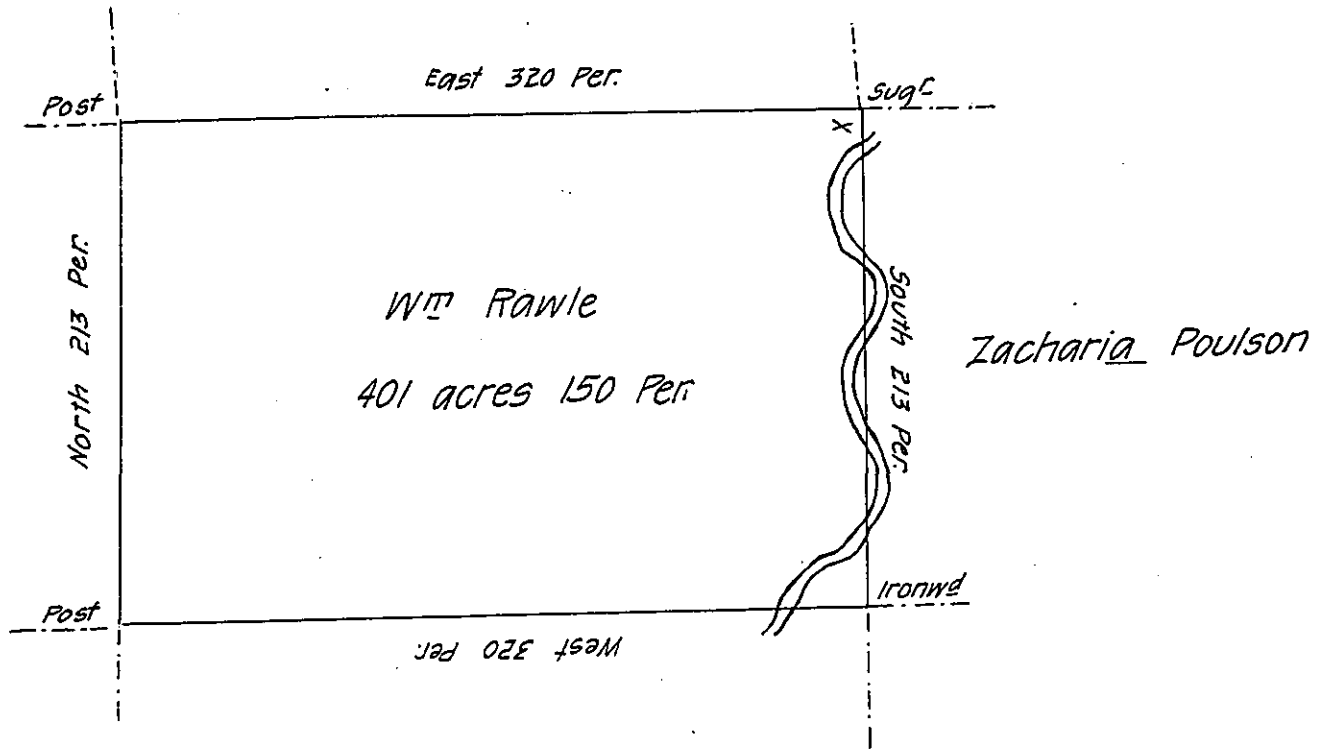 East 320 Per.
Post
Sugr
X
North 213 Per.
Wm Rawle
401 acres 150 Per.
South 213 Per.
Zacharia Poulson
Post
Ironwd
West 320 Per.